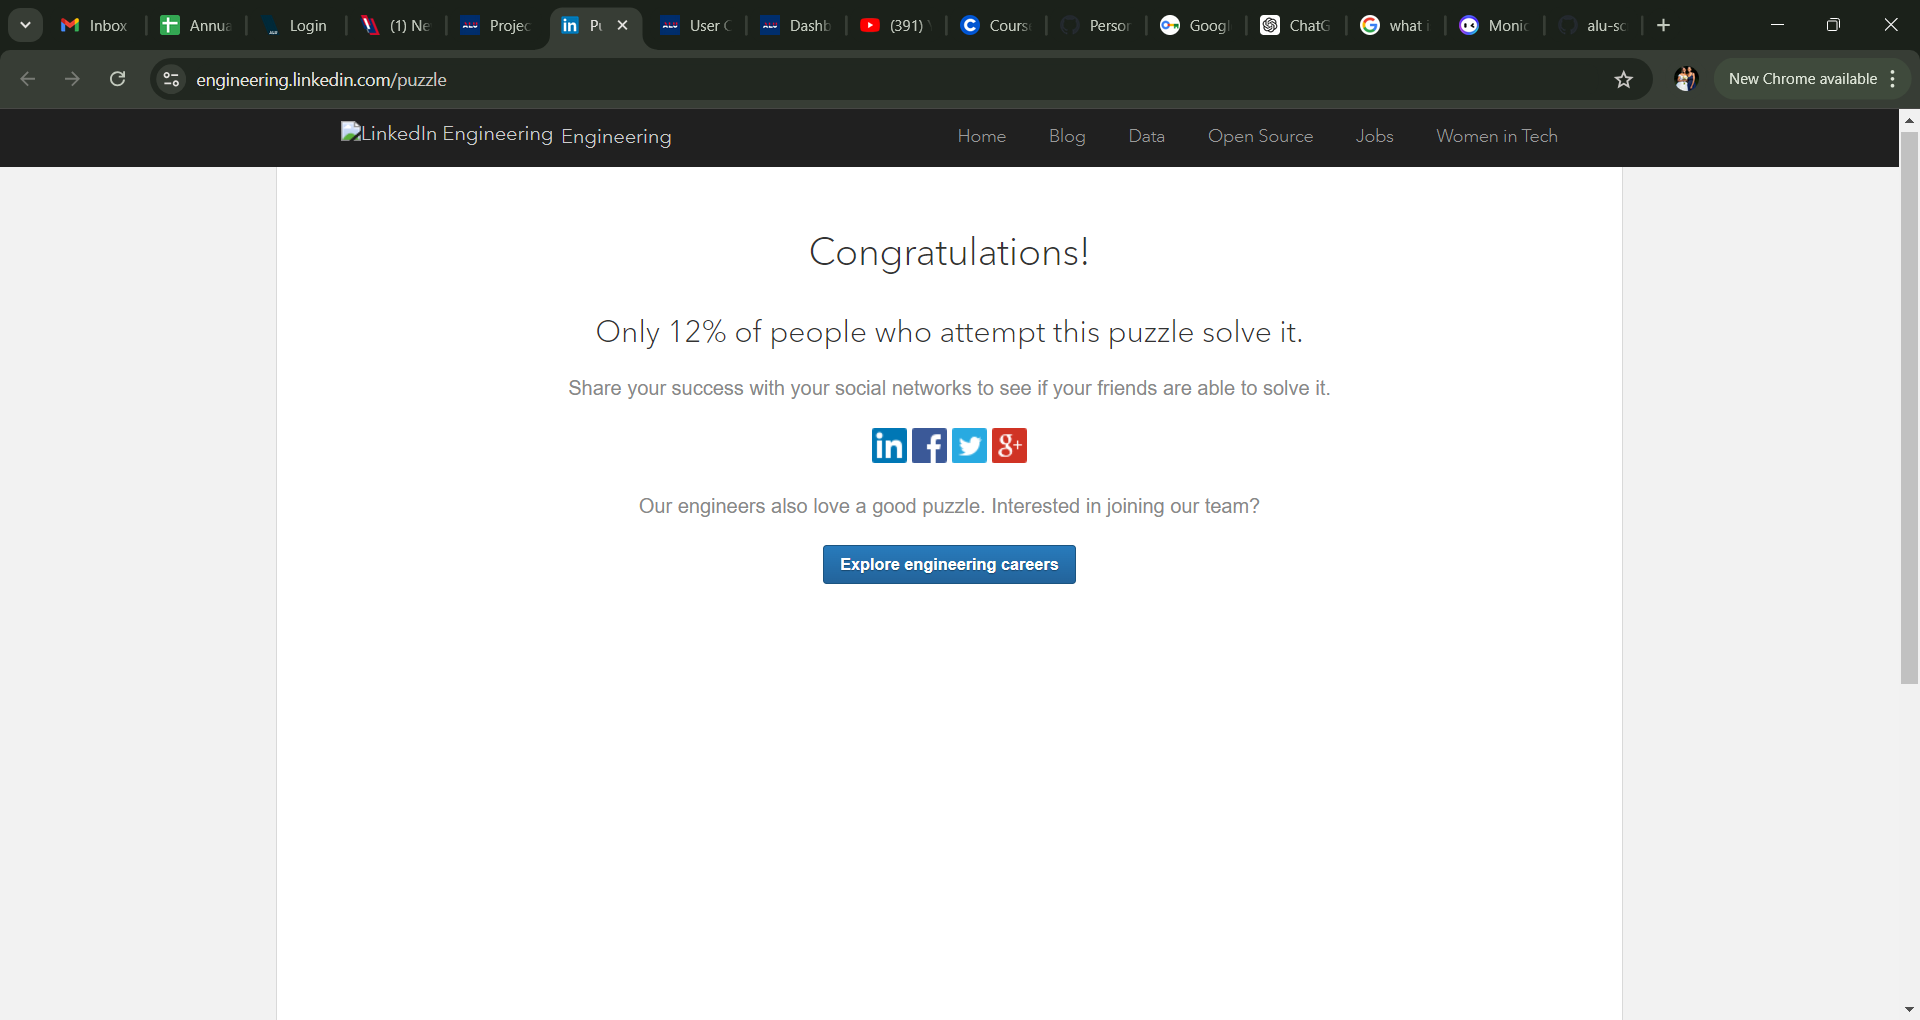 Inbox
Annua
Login
(1) Ne
Projec
User C
Dashb
(391)
Cours
Person
Googl
ChatG
what i
Monic
alu-sc
engineering.linkedin.com/puzzle
New Chrome available
LinkedIn Engineering Engineering
Home Blog Data Open Source Jobs Women in Tech
Congratulations!
Only 12% of people who attempt this puzzle solve it.
Share your success with your social networks to see if your friends are able to solve it.
in f g+
Our engineers also love a good puzzle. Interested in joining our team?
Explore engineering careers